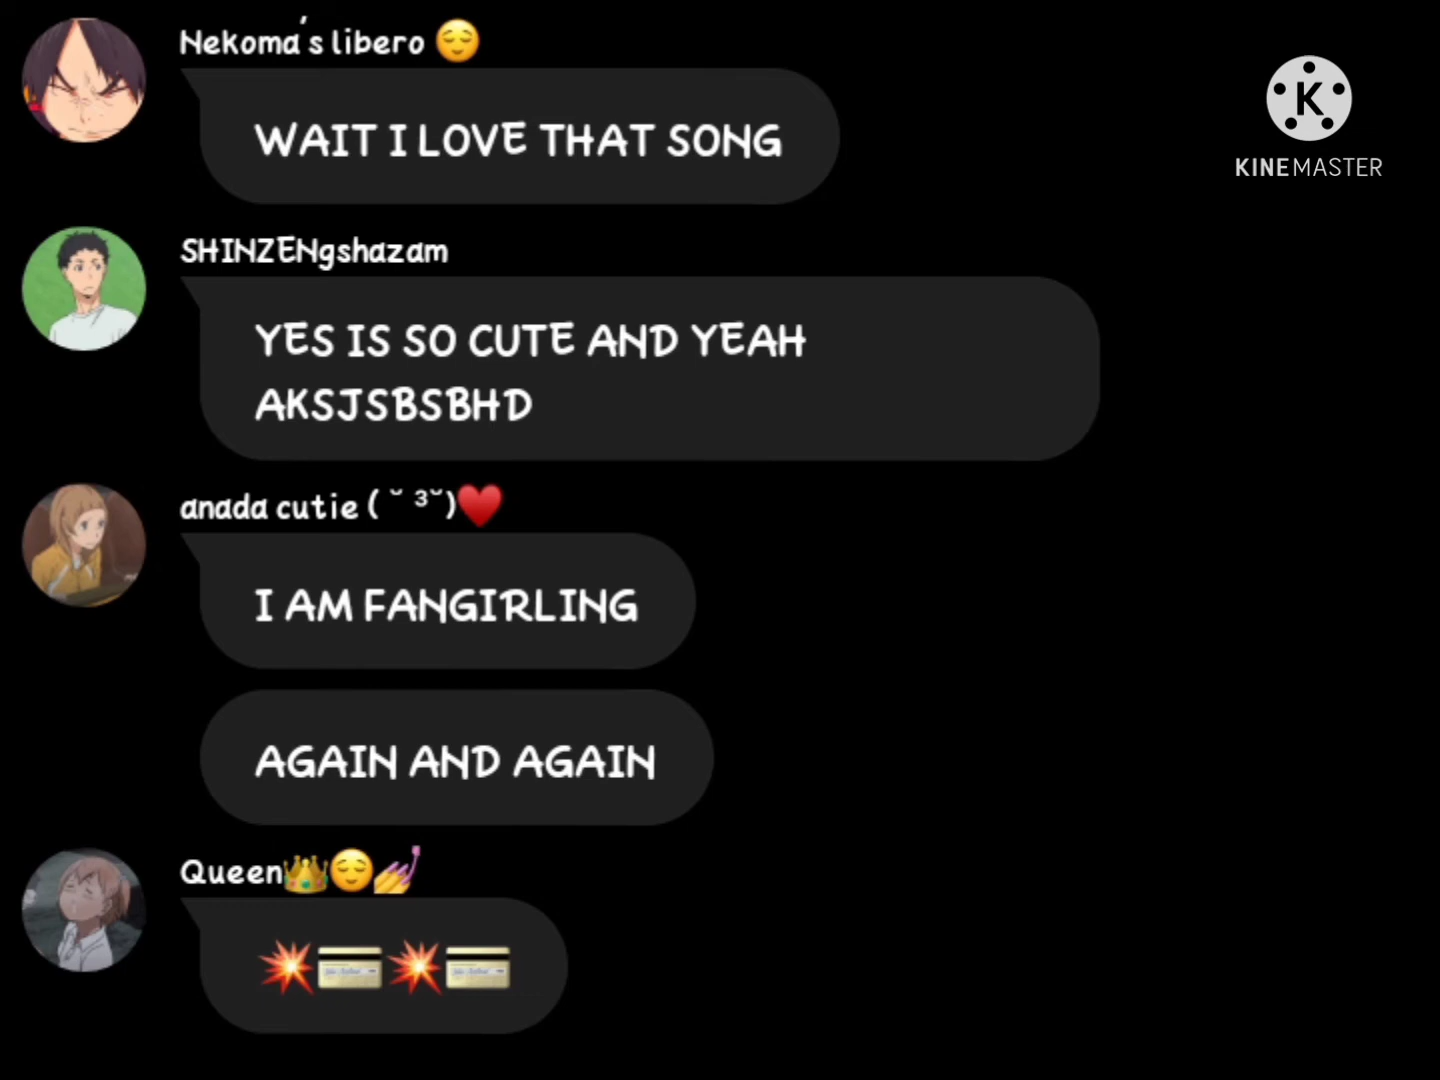 Nekoma's libero 😌
WAIT I LOVE THAT SONG
K
KINEMASTER
SHINZENgshazam
YES IS SO CUTE AND YEAH
AKSJSBSBHD
anada cutie ( ˘ ³˘)♥️
I AM FANGIRLING
AGAIN AND AGAIN
Queen👑😌💅
💥💳💥💳